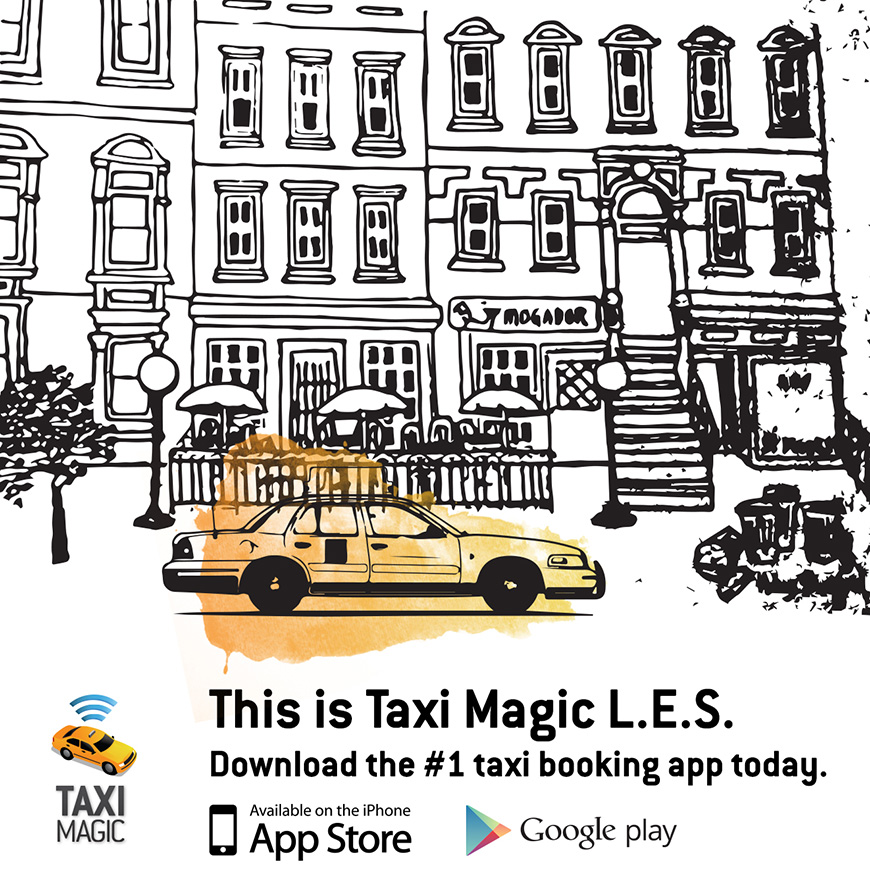 MOGADOR
This is Taxi Magic L.E.S.
Download the #1 taxi booking app today.
TAXI
MAGIC
Available on the iPhone
App Store
Google play